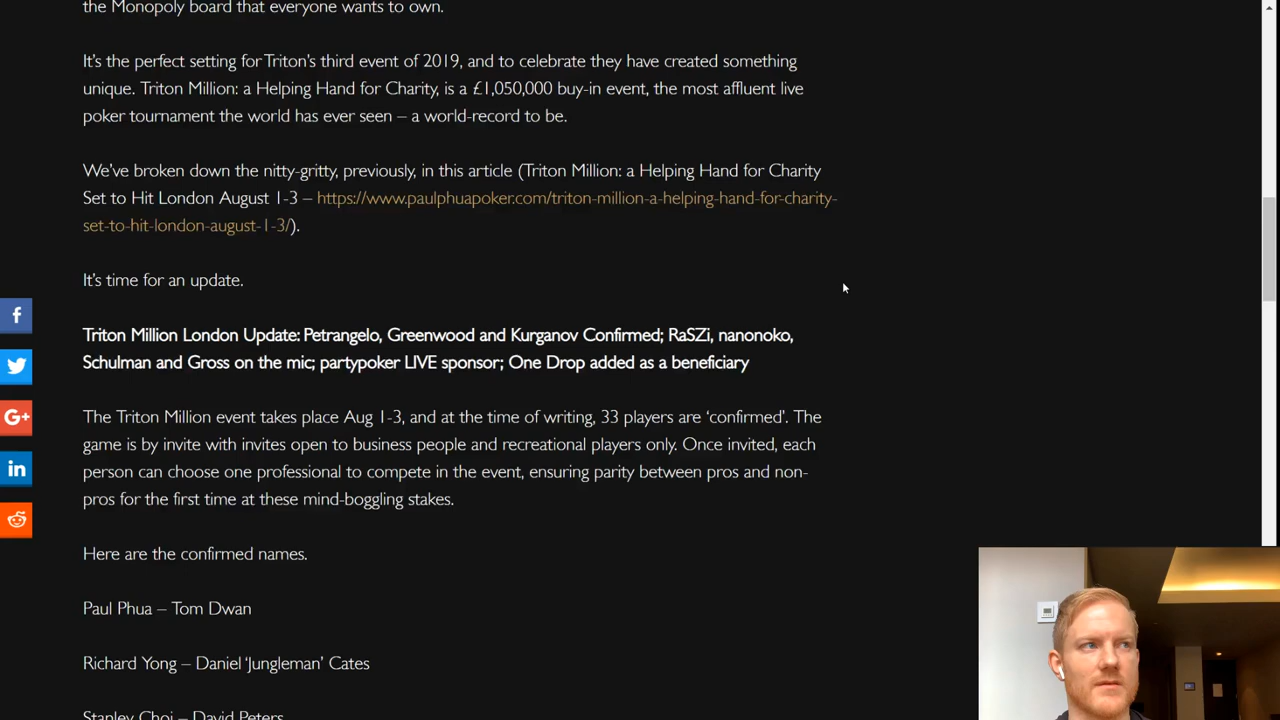 the Monopoly board that everyone wants to own.
It's the perfect setting for Triton's third event of 2019, and to celebrate they have created something
unique. Triton Million: a Helping Hand for Charity, is a £1,050,000 buy-in event, the most affluent live
poker tournament the world has ever seen – a world-record to be.
We've broken down the nitty-gritty, previously, in this article (Triton Million: a Helping Hand for Charity
Set to Hit London August 1-3 – https://www.paulphuapoker.com/triton-million-a-helping-hand-for-charity-
set-to-hit-london-august-1-3/).
It's time for an update.
Triton Million London Update: Petrangelo, Greenwood and Kurganov Confirmed; RaSZi, nanonoko,
Schulman and Gross on the mic; partypoker LIVE sponsor; One Drop added as a beneficiary
The Triton Million event takes place Aug 1-3, and at the time of writing, 33 players are 'confirmed'. The
game is by invite with invites open to business people and recreational players only. Once invited, each
person can choose one professional to compete in the event, ensuring parity between pros and non-
pros for the first time at these mind-boggling stakes.
Here are the confirmed names.
Paul Phua – Tom Dwan
Richard Yong – Daniel 'Jungleman' Cates
Stanley Choi – David Peters